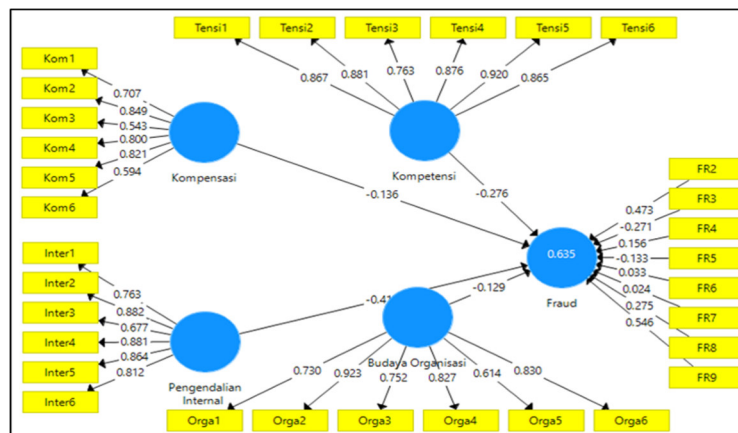 Tensi1 Tensi2 Tensi3 Tensi4 Tensi5 Tensi6
0.867 0.881 0.763 0.876 0.920 0.865
Kom1
Kom2
Kom3
Kom4
Kom5
Kom6
0.707
0.849
0.543
0.800
0.821
0.594
Kompensasi
Kompetensi
-0.136
-0.276
FR2
FR3
FR4
FR5
FR6
FR7
FR8
FR9
0.473
-0.271
0.156
-0.133
0.033
0.024
0.275
0.546
0.635
Fraud
Inter1
Inter2
Inter3
Inter4
Inter5
Inter6
0.763
0.882
0.677
0.881
0.864
0.812
Pengendalian
Internal
-0.129
Budaya Organisasi
0.730 0.923 0.752 0.827 0.614 0.830
Orga1 Orga2 Orga3 Orga4 Orga5 Orga6